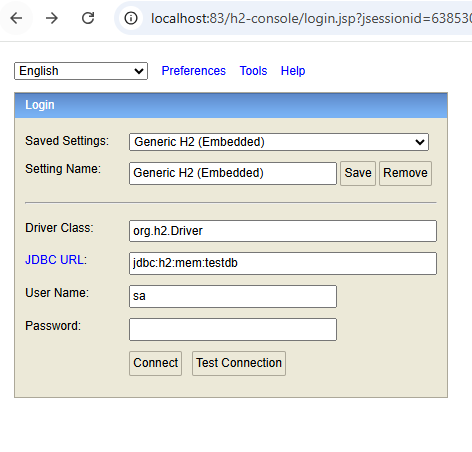 localhost:83/h2-console/login.jsp?jsessionid=63853
English Preferences Tools Help
Login
Saved Settings: Generic H2 (Embedded)
Setting Name: Generic H2 (Embedded) Save Remove
Driver Class: org.h2.Driver
JDBC URL: jdbc:h2:mem:testdb
User Name: sa
Password:
Connect Test Connection